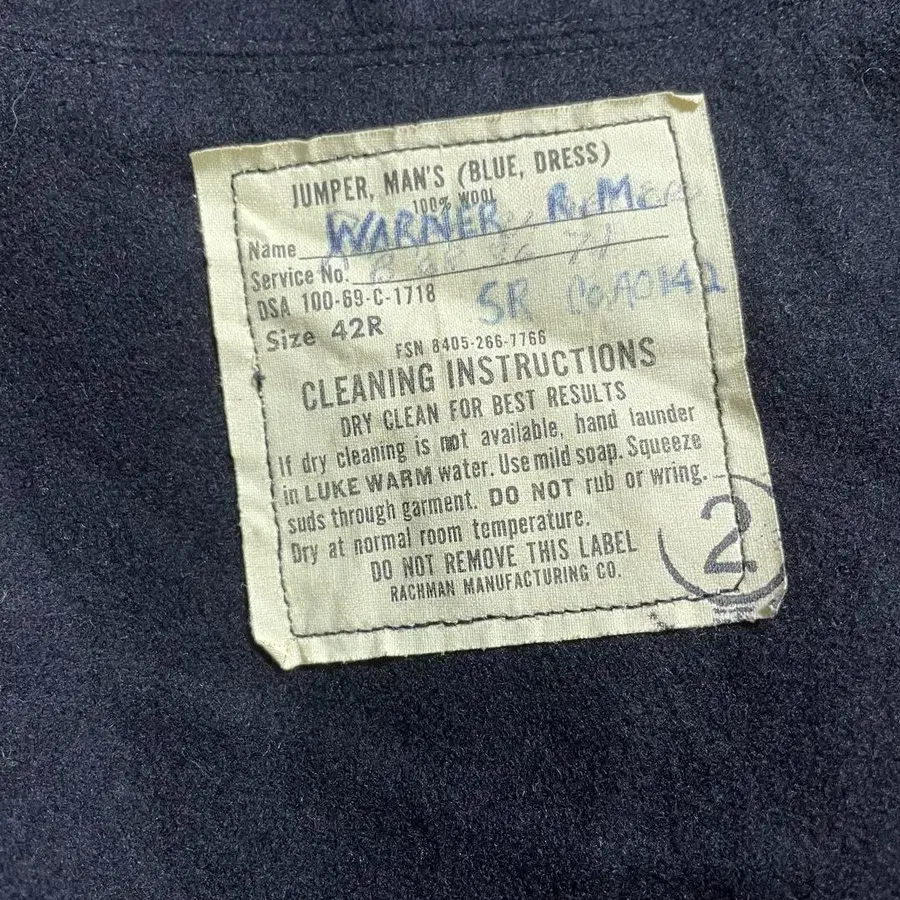 JUMPER, MAN'S (BLUE, DRESS)
100% WOOL
Name WARNER R.M.
Service No.
DSA 100-69-C-1718
SR Co. A0142
Size 42R
FSN 8405-266-7766
CLEANING INSTRUCTIONS
DRY CLEAN FOR BEST RESULTS
If dry cleaning is not available, hand launder
in LUKE WARM water. Use mild soap. Squeeze
suds through garment. DO NOT rub or wring.
Dry at normal room temperature.
DO NOT REMOVE THIS LABEL
RACHMAN MANUFACTURING CO.
2